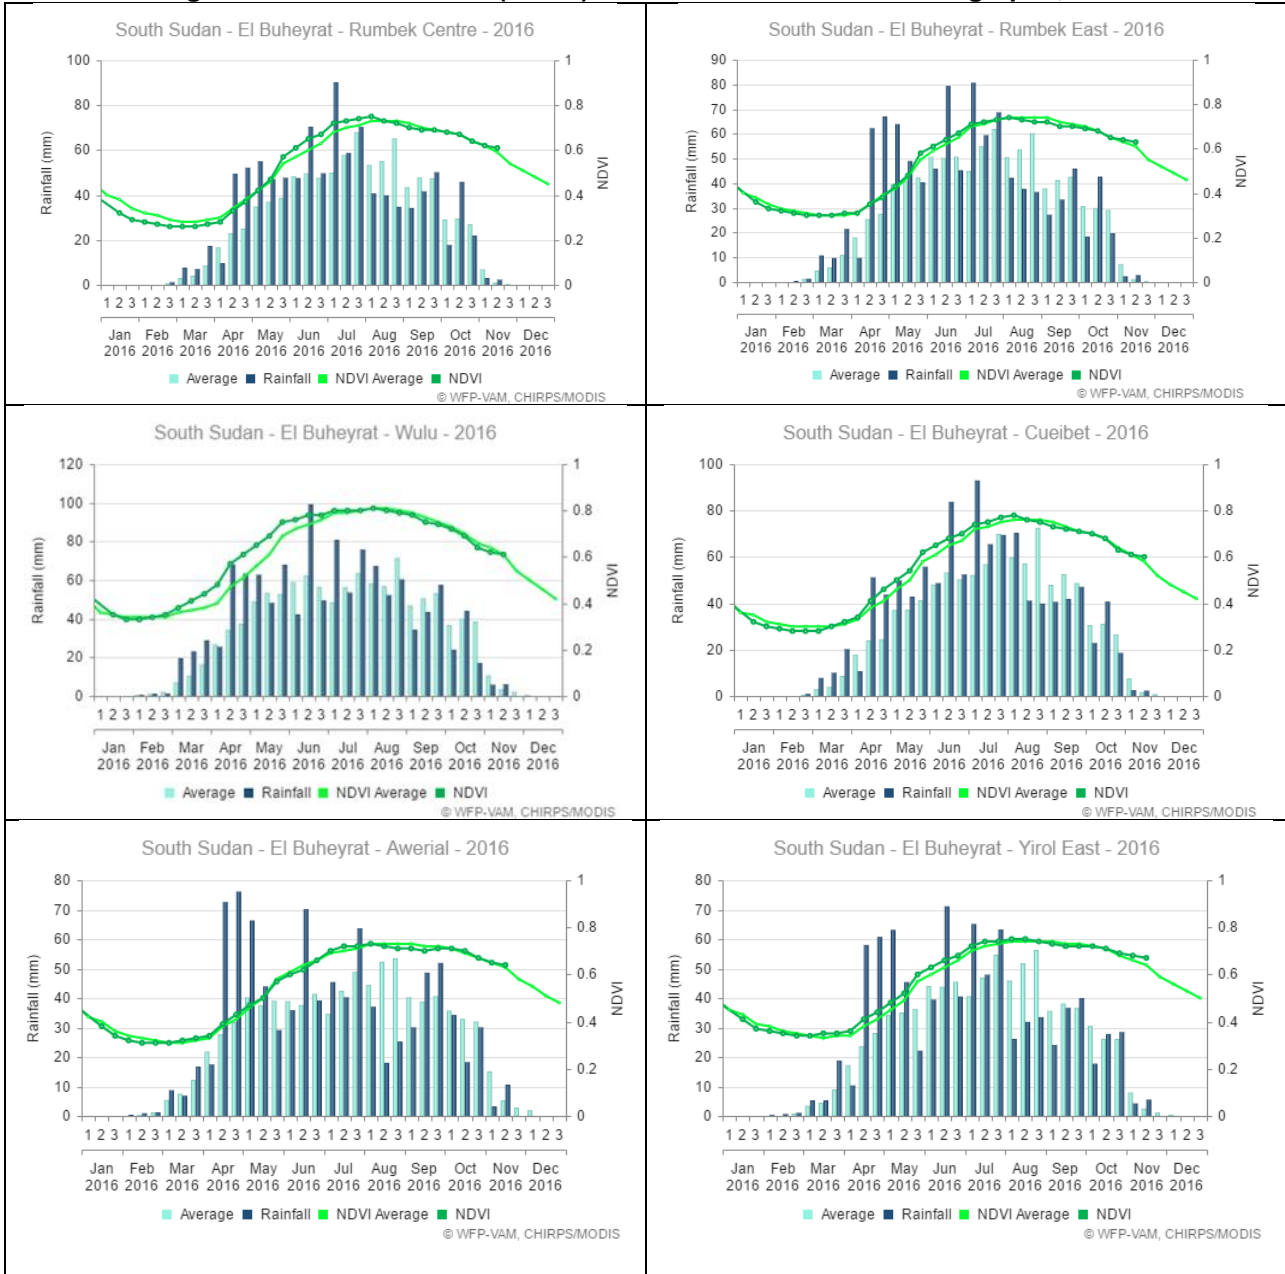 South Sudan - El Buheyrat - Rumbek Centre - 2016
100
80
60
40
20
0
Rainfall (mm)
1
0.8
0.6
0.4
0.2
0
NDVI
1 2 3 1 2 3 1 2 3 1 2 3 1 2 3 1 2 3 1 2 3 1 2 3 1 2 3 1 2 3 1 2 3 1 2 3
Jan Feb Mar Apr May Jun Jul Aug Sep Oct Nov Dec
2016 2016 2016 2016 2016 2016 2016 2016 2016 2016 2016 2016
Average Rainfall NDVI Average NDVI
© WFP-VAM, CHIRPS/MODIS
South Sudan - El Buheyrat - Rumbek East - 2016
90
80
70
60
50
40
30
20
10
0
Rainfall (mm)
1
0.8
0.6
0.4
0.2
0
NDVI
1 2 3 1 2 3 1 2 3 1 2 3 1 2 3 1 2 3 1 2 3 1 2 3 1 2 3 1 2 3 1 2 3 1 2 3
Jan Feb Mar Apr May Jun Jul Aug Sep Oct Nov Dec
2016 2016 2016 2016 2016 2016 2016 2016 2016 2016 2016 2016
Average Rainfall NDVI Average NDVI
© WFP-VAM, CHIRPS/MODIS
South Sudan - El Buheyrat - Wulu - 2016
120
100
80
60
40
20
0
Rainfall (mm)
1
0.8
0.6
0.4
0.2
0
NDVI
1 2 3 1 2 3 1 2 3 1 2 3 1 2 3 1 2 3 1 2 3 1 2 3 1 2 3 1 2 3 1 2 3 1 2 3
Jan Feb Mar Apr May Jun Jul Aug Sep Oct Nov Dec
2016 2016 2016 2016 2016 2016 2016 2016 2016 2016 2016 2016
Average Rainfall NDVI Average NDVI
© WFP-VAM, CHIRPS/MODIS
South Sudan - El Buheyrat - Cueibet - 2016
100
80
60
40
20
0
Rainfall (mm)
1
0.8
0.6
0.4
0.2
0
NDVI
1 2 3 1 2 3 1 2 3 1 2 3 1 2 3 1 2 3 1 2 3 1 2 3 1 2 3 1 2 3 1 2 3 1 2 3
Jan Feb Mar Apr May Jun Jul Aug Sep Oct Nov Dec
2016 2016 2016 2016 2016 2016 2016 2016 2016 2016 2016 2016
Average Rainfall NDVI Average NDVI
© WFP-VAM, CHIRPS/MODIS
South Sudan - El Buheyrat - Awerial - 2016
80
70
60
50
40
30
20
10
0
Rainfall (mm)
1
0.8
0.6
0.4
0.2
0
NDVI
1 2 3 1 2 3 1 2 3 1 2 3 1 2 3 1 2 3 1 2 3 1 2 3 1 2 3 1 2 3 1 2 3 1 2 3
Jan Feb Mar Apr May Jun Jul Aug Sep Oct Nov Dec
2016 2016 2016 2016 2016 2016 2016 2016 2016 2016 2016 2016
Average Rainfall NDVI Average NDVI
© WFP-VAM, CHIRPS/MODIS
South Sudan - El Buheyrat - Yirol East - 2016
80
70
60
50
40
30
20
10
0
Rainfall (mm)
1
0.8
0.6
0.4
0.2
0
NDVI
1 2 3 1 2 3 1 2 3 1 2 3 1 2 3 1 2 3 1 2 3 1 2 3 1 2 3 1 2 3 1 2 3 1 2 3
Jan Feb Mar Apr May Jun Jul Aug Sep Oct Nov Dec
2016 2016 2016 2016 2016 2016 2016 2016 2016 2016 2016 2016
Average Rainfall NDVI Average NDVI
© WFP-VAM, CHIRPS/MODIS